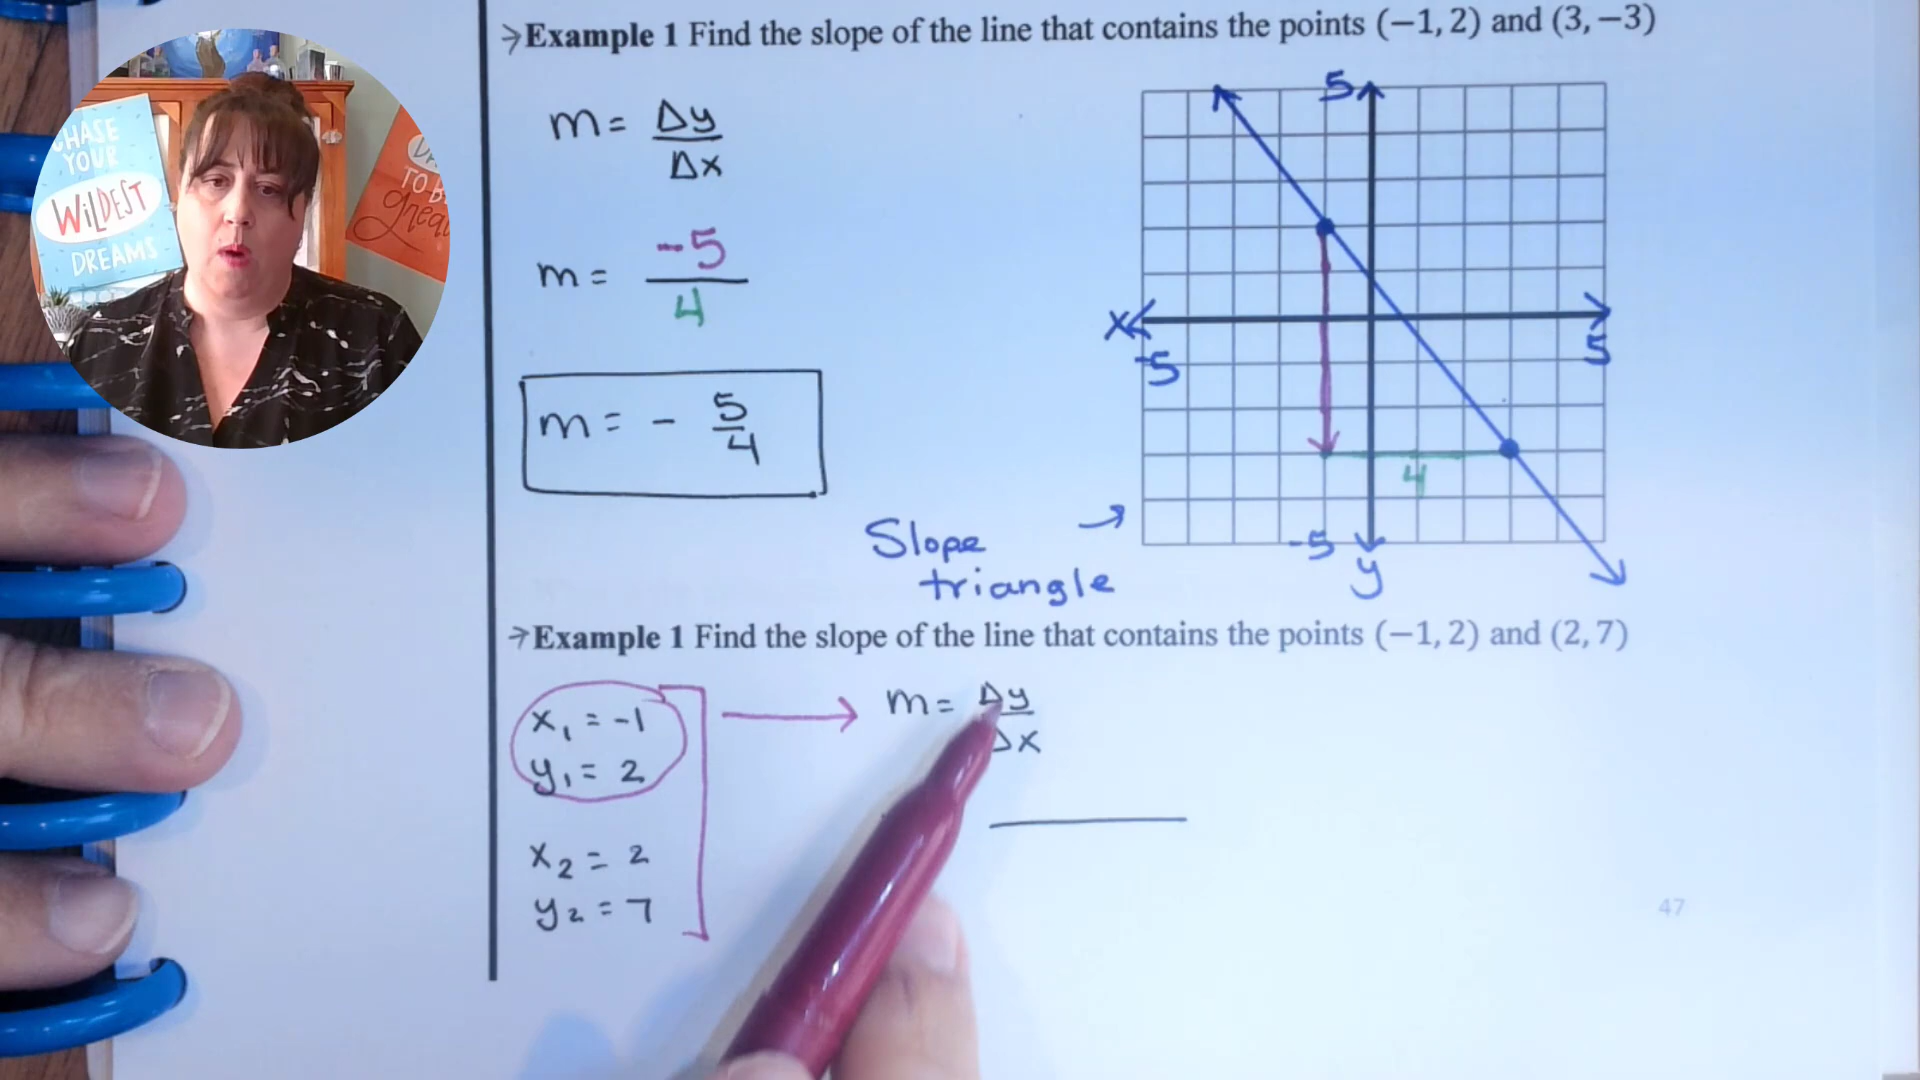 CHASE
YOUR
WiLDEST
DREAMS
TO B
great
→Example 1 Find the slope of the line that contains the points (−1, 2) and (3, −3)
m = Δy
Δx
m = -5
4
m = - 5
4
5
x
-5
5
4
-5
y
Slope
triangle
→Example 1 Find the slope of the line that contains the points (−1, 2) and (2, 7)
x₁ = -1
y₁ = 2
x₂ = 2
y₂ = 7
m = Δy
Δx
47